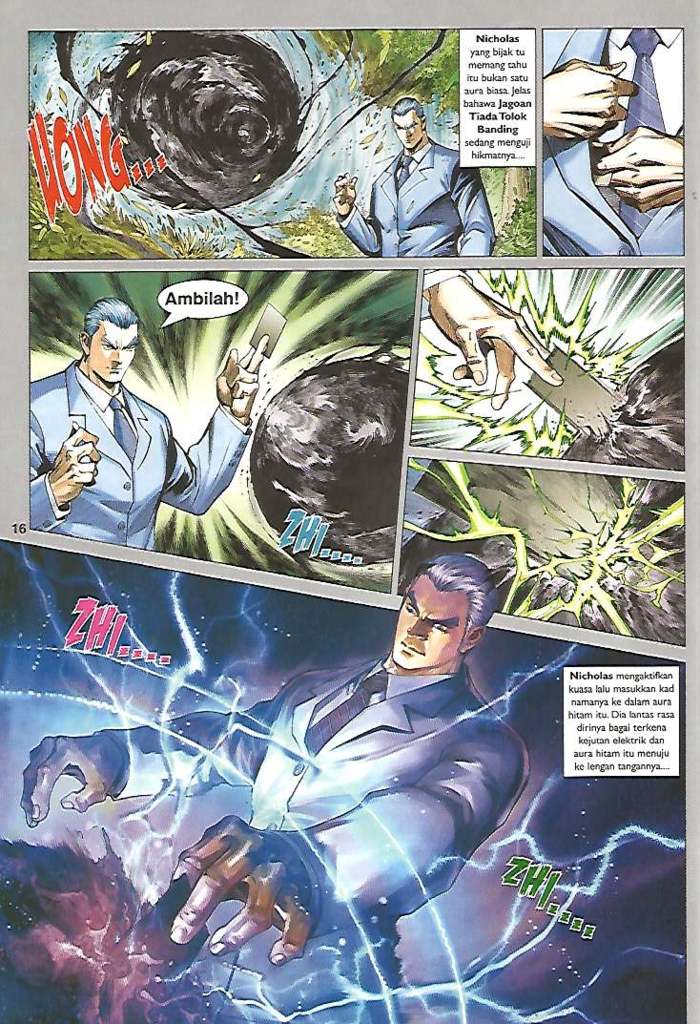 UONG....
Nicholas
yang bijak tu
memang tahu
itu bukan satu
aura biasa. Jelas
bahawa Jagoan
Tiada Tolok
Banding
sedang menguji
hikmatnya....
Ambilah!
ZHI.....
16
ZHI....
Nicholas mengaktifkan
kuasa lalu masukkan kad
namanya ke dalam aura
hitam itu. Dia lantas rasa
dirinya bagai terkena
kejutan elektrik dan
aura hitam itu menuju
ke lengan tangannya....
ZHI.....